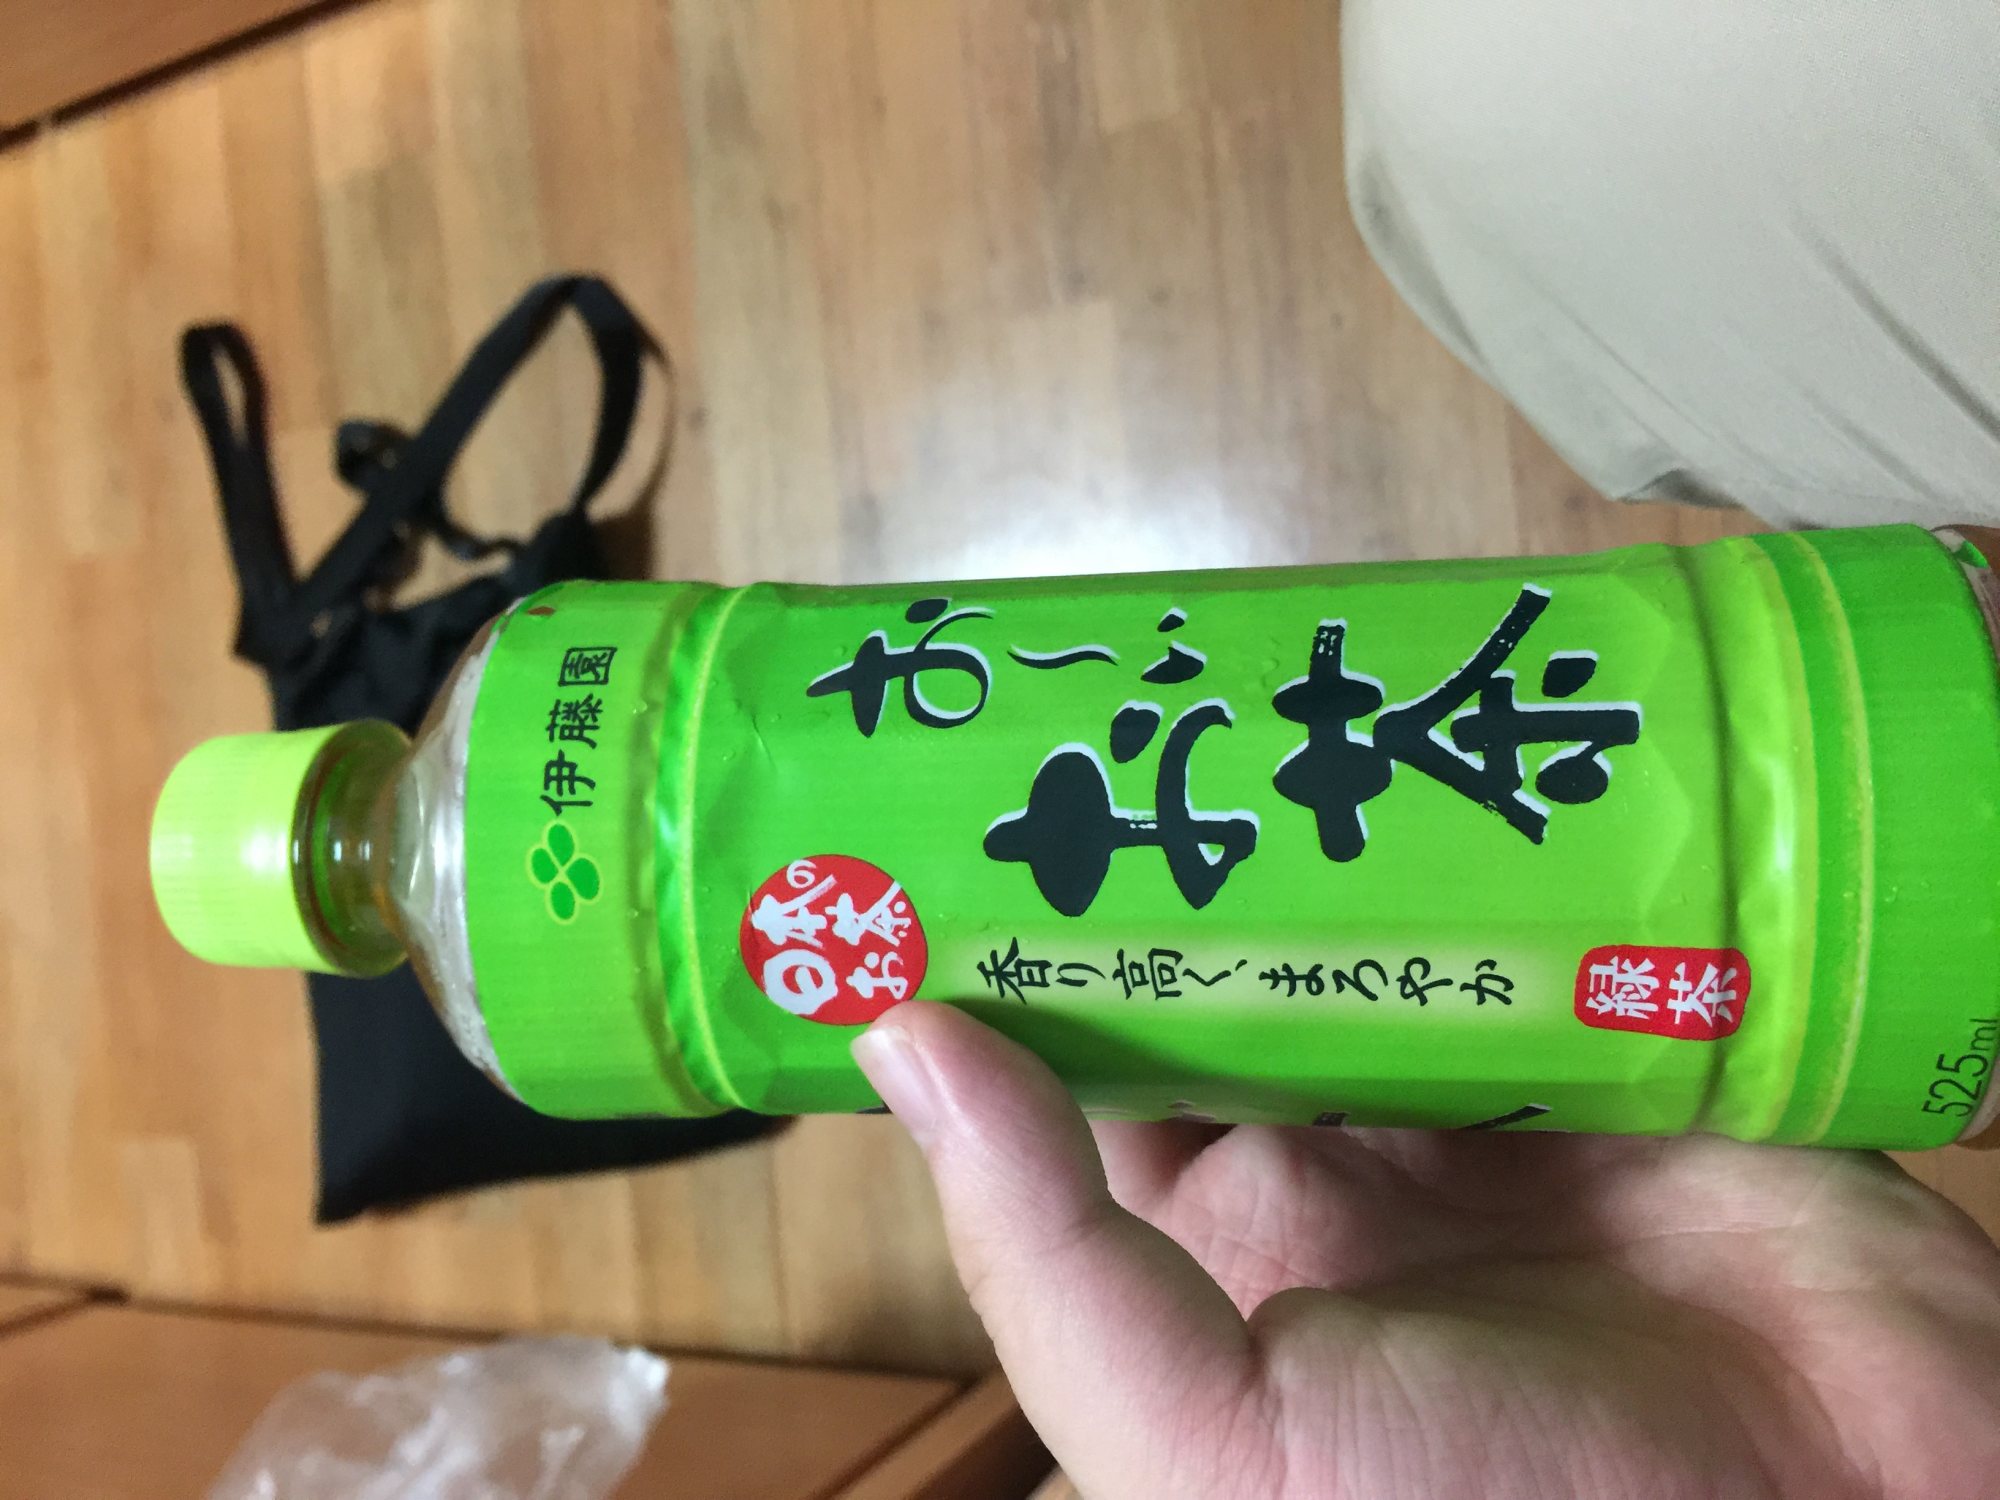 伊藤園
お〜い
お茶
日本の
お茶
香り高く、まろやか
緑茶
525ml